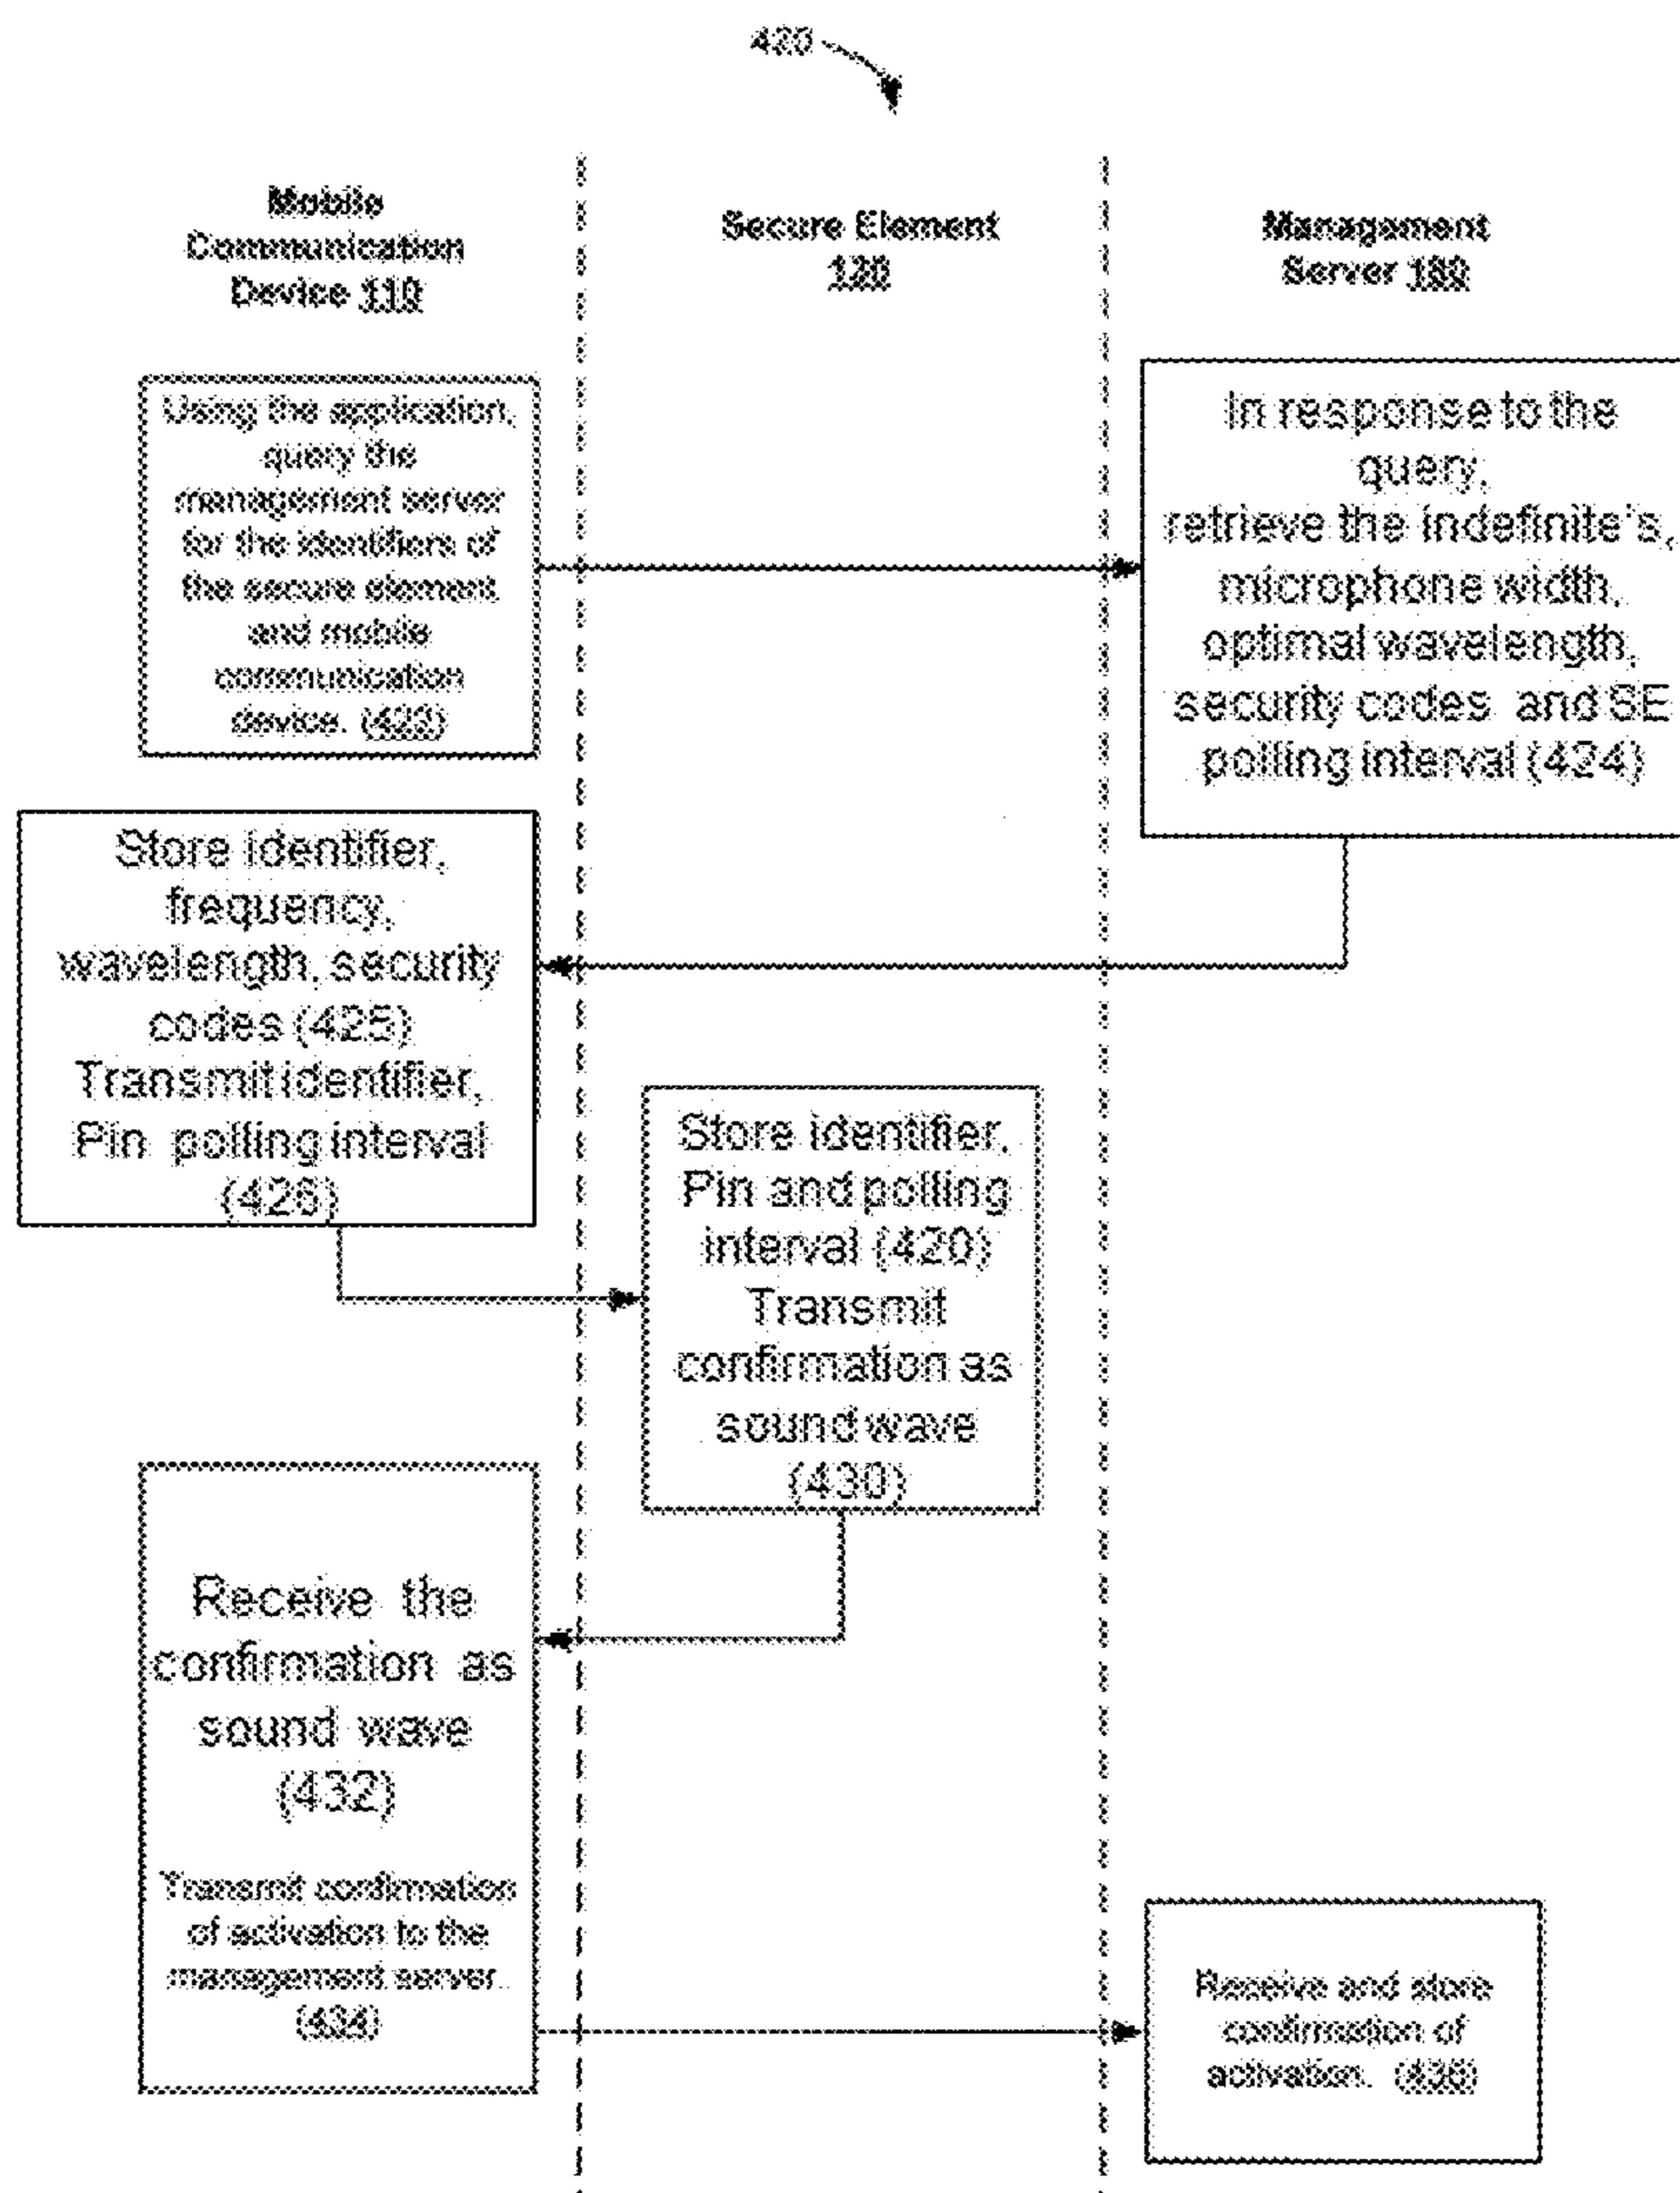 420
Mobile
Communication
Device 110
Secure Element
120
Management
Server 180
Using the application,
query the
management server
for the identifiers of
the secure element
and mobile
communication
device. (422)
In response to the
query,
retrieve the indefinite's,
microphone width,
optimal wavelength,
security codes and SE
polling interval (424)
Store identifier,
frequency,
wavelength, security
codes (425)
Transmit identifier,
Pin polling interval
(426)
Store identifier,
Pin and polling
interval (420)
Transmit
confirmation as
sound wave
(430)
Receive the
confirmation as
sound wave
(432)
Transmit confirmation
of activation to the
management server.
(434)
Receive and store
confirmation of
activation. (436)